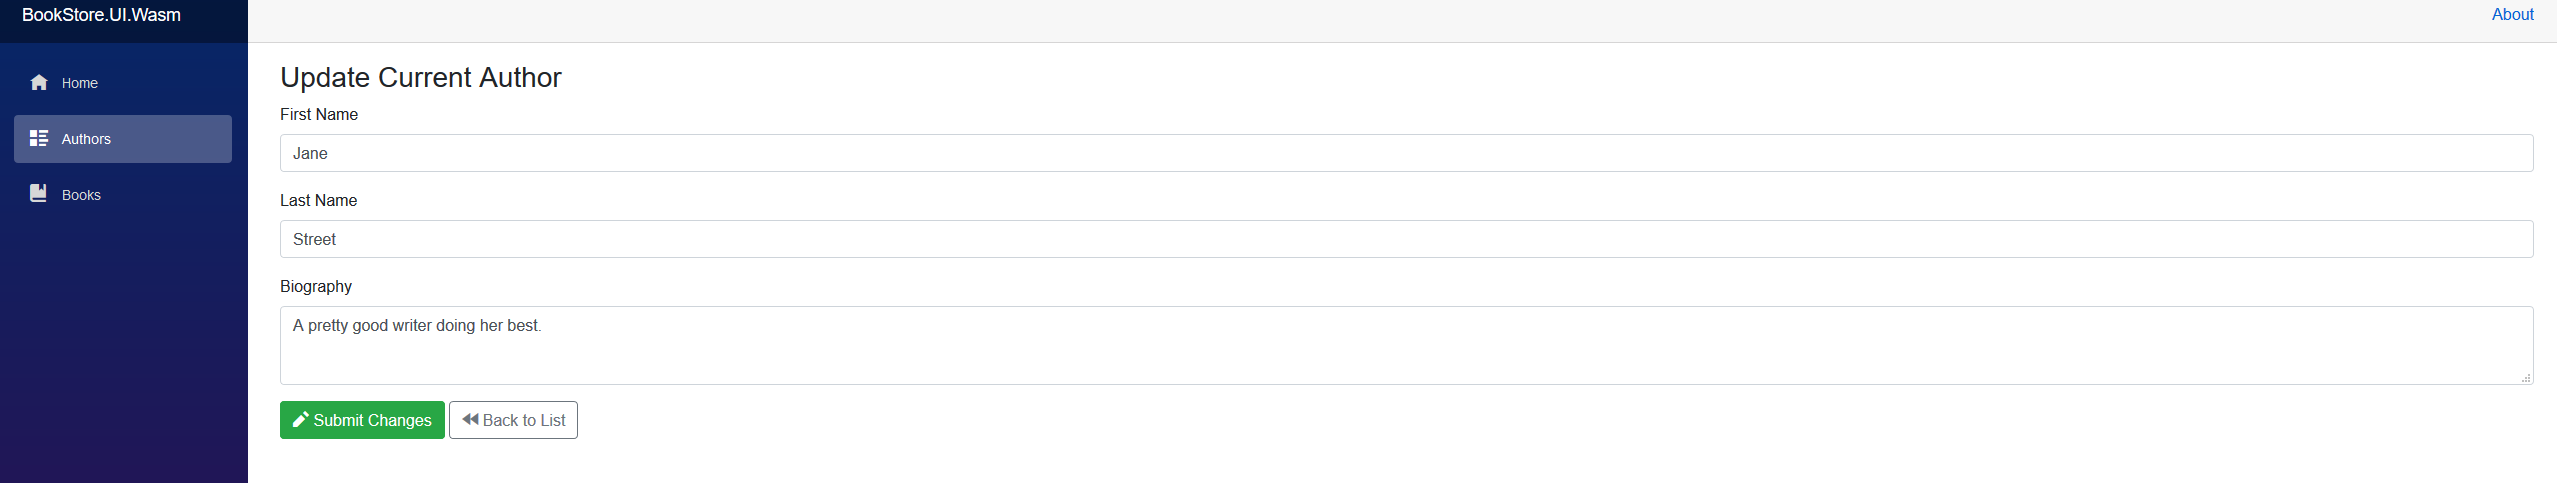 BookStore.UI.Wasm
About
Home
Authors
Books
Update Current Author
First Name
Jane
Last Name
Street
Biography
A pretty good writer doing her best.
Submit Changes
Back to List